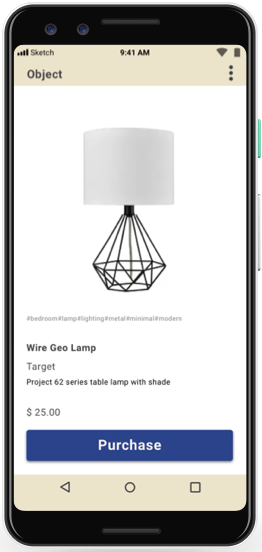 Sketch
9:41 AM
Object
#bedroom#lamp#lighting#metal#minimal#modern
Wire Geo Lamp
Target
Project 62 series table lamp with shade
$ 25.00
Purchase